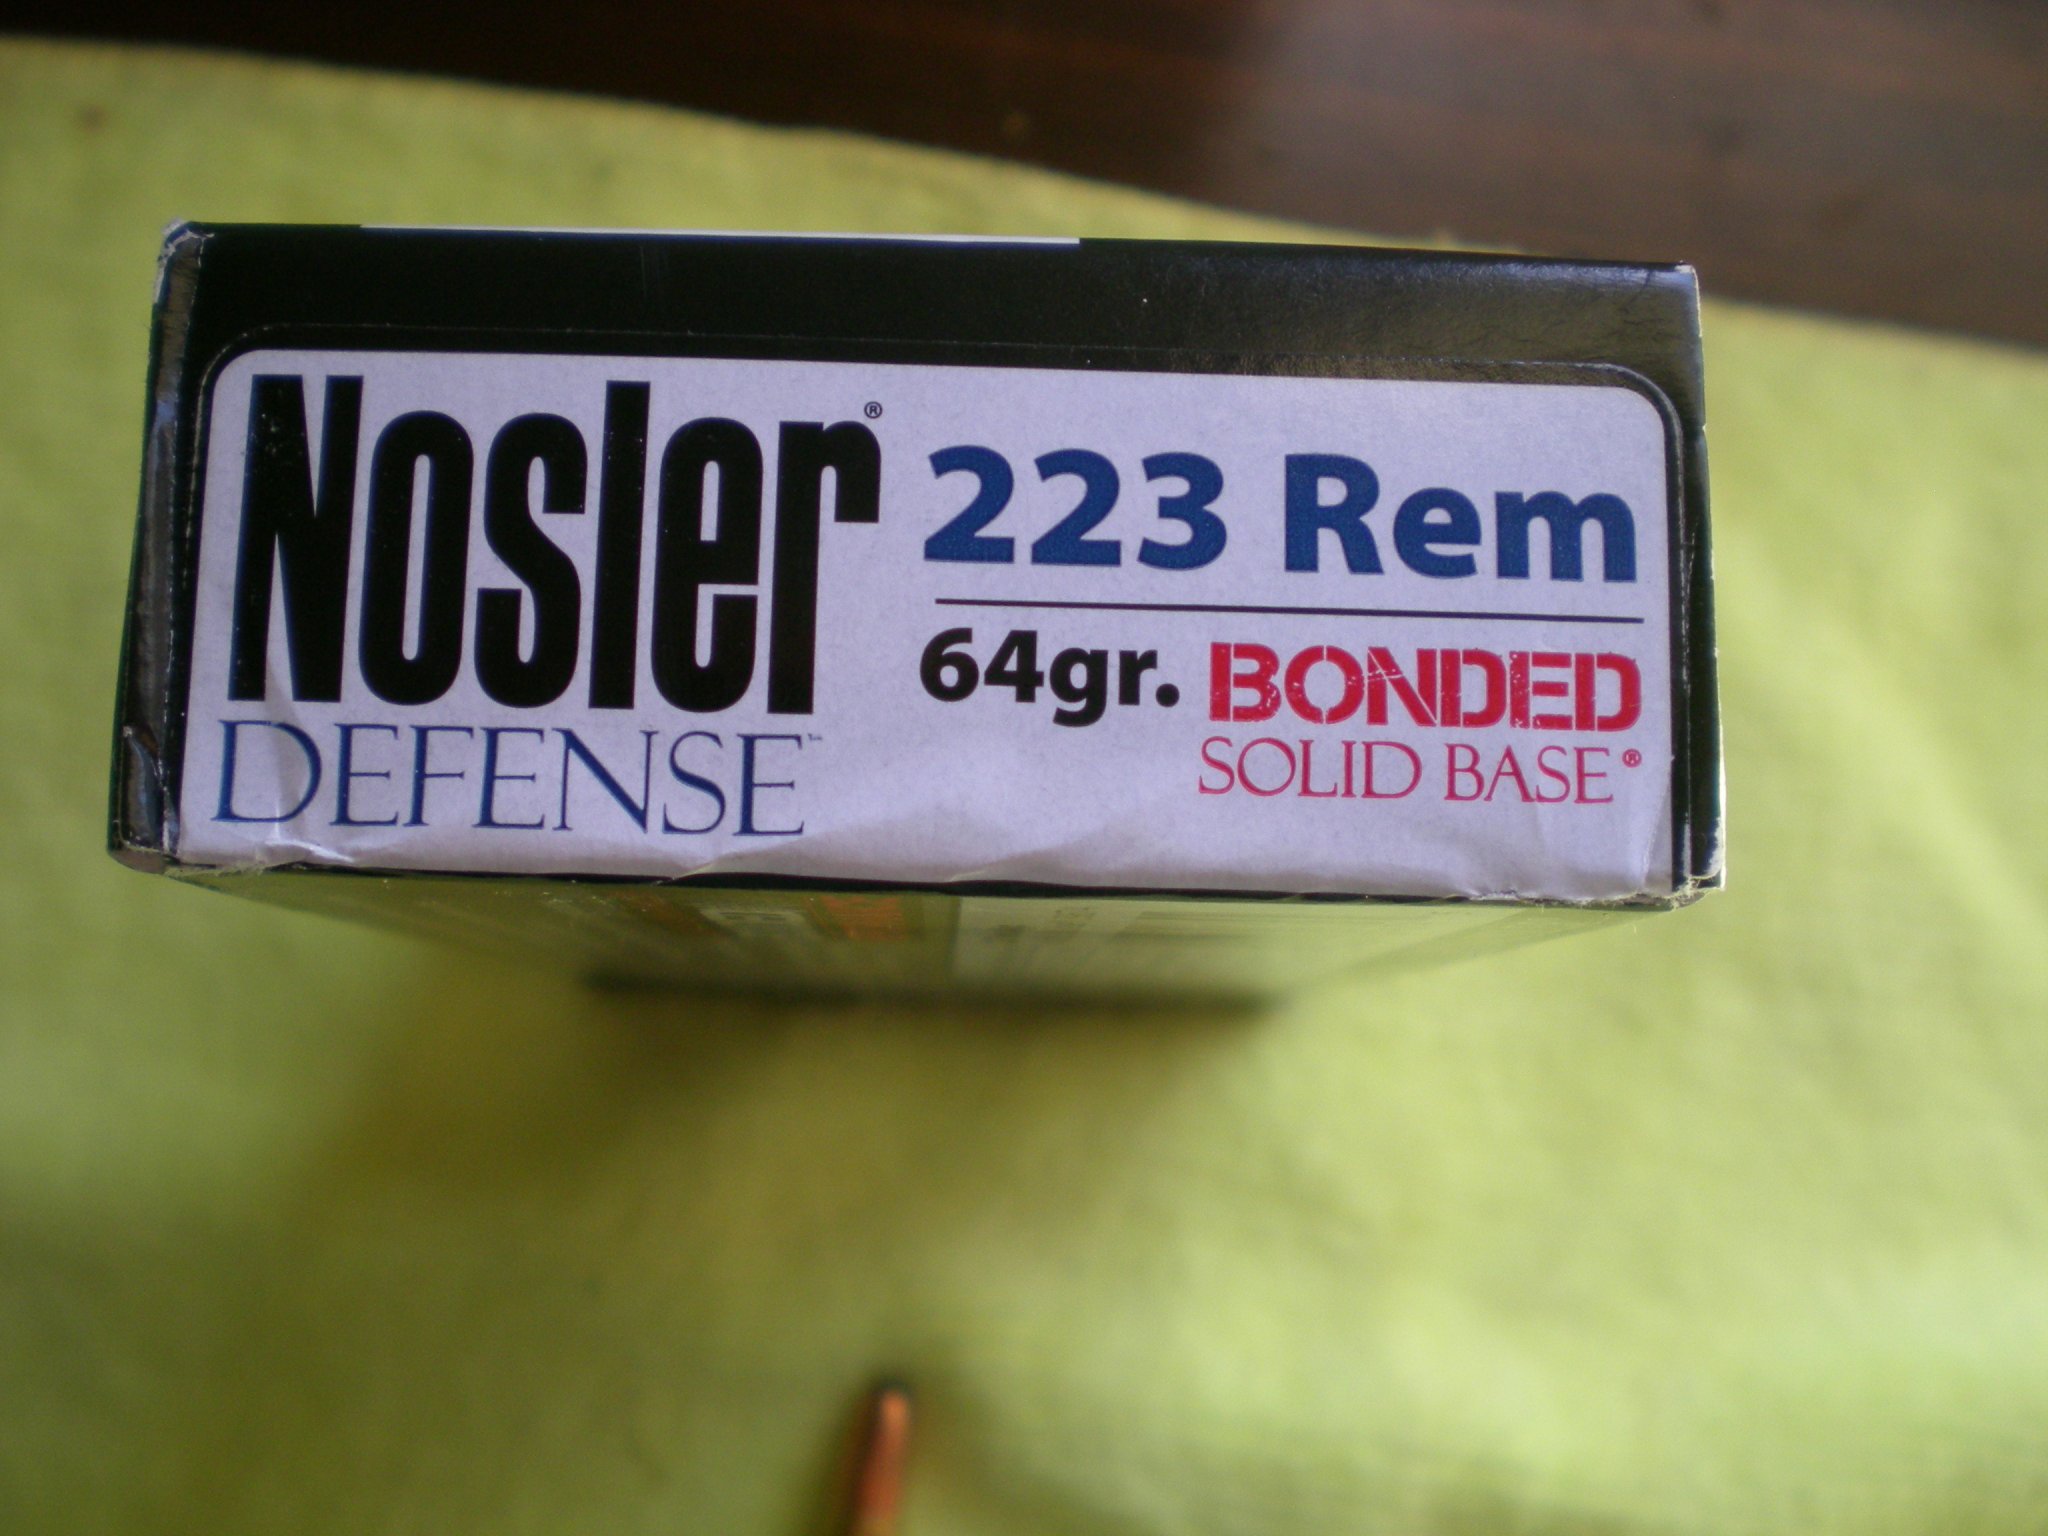 Nosler®
DEFENSE™
223 Rem
64gr. BONDED
SOLID BASE®